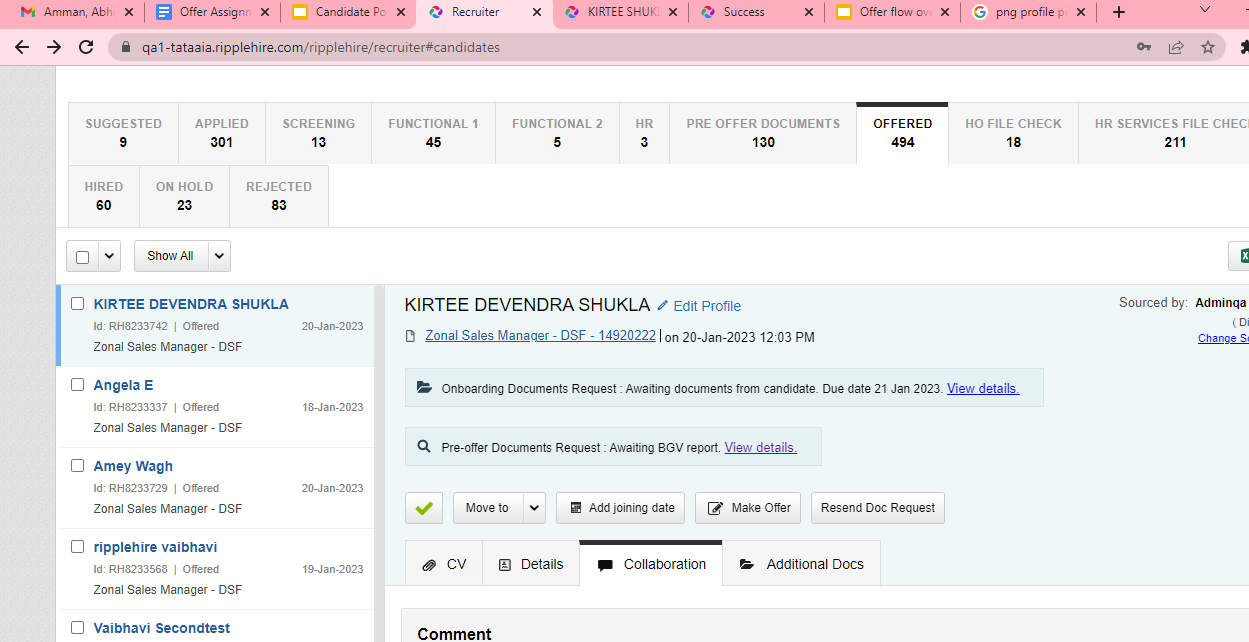 Amman, Abhi
Offer Assignm
Candidate Po
Recruiter
KIRTEE SHUK
Success
Offer flow ove
png profile pi
qa1-tataaia.ripplehire.com/ripplehire/recruiter#candidates
SUGGESTED
9
APPLIED
301
SCREENING
13
FUNCTIONAL 1
45
FUNCTIONAL 2
5
HR
3
PRE OFFER DOCUMENTS
130
OFFERED
494
HO FILE CHECK
18
HR SERVICES FILE CHEC
211
HIRED
60
ON HOLD
23
REJECTED
83
Show All
KIRTEE DEVENDRA SHUKLA
Id: RH8233742 | Offered 20-Jan-2023
Zonal Sales Manager - DSF
Angela E
Id: RH8233337 | Offered 18-Jan-2023
Zonal Sales Manager - DSF
Amey Wagh
Id: RH8233729 | Offered 20-Jan-2023
Zonal Sales Manager - DSF
ripplehire vaibhavi
Id: RH8233568 | Offered 19-Jan-2023
Zonal Sales Manager - DSF
Vaibhavi Secondtest
KIRTEE DEVENDRA SHUKLA Edit Profile
Sourced by: Adminqa
( Di
Change So
Zonal Sales Manager - DSF - 14920222 | on 20-Jan-2023 12:03 PM
Onboarding Documents Request : Awaiting documents from candidate. Due date 21 Jan 2023. View details.
Pre-offer Documents Request : Awaiting BGV report. View details.
Move to
Add joining date
Make Offer
Resend Doc Request
CV
Details
Collaboration
Additional Docs
Comment